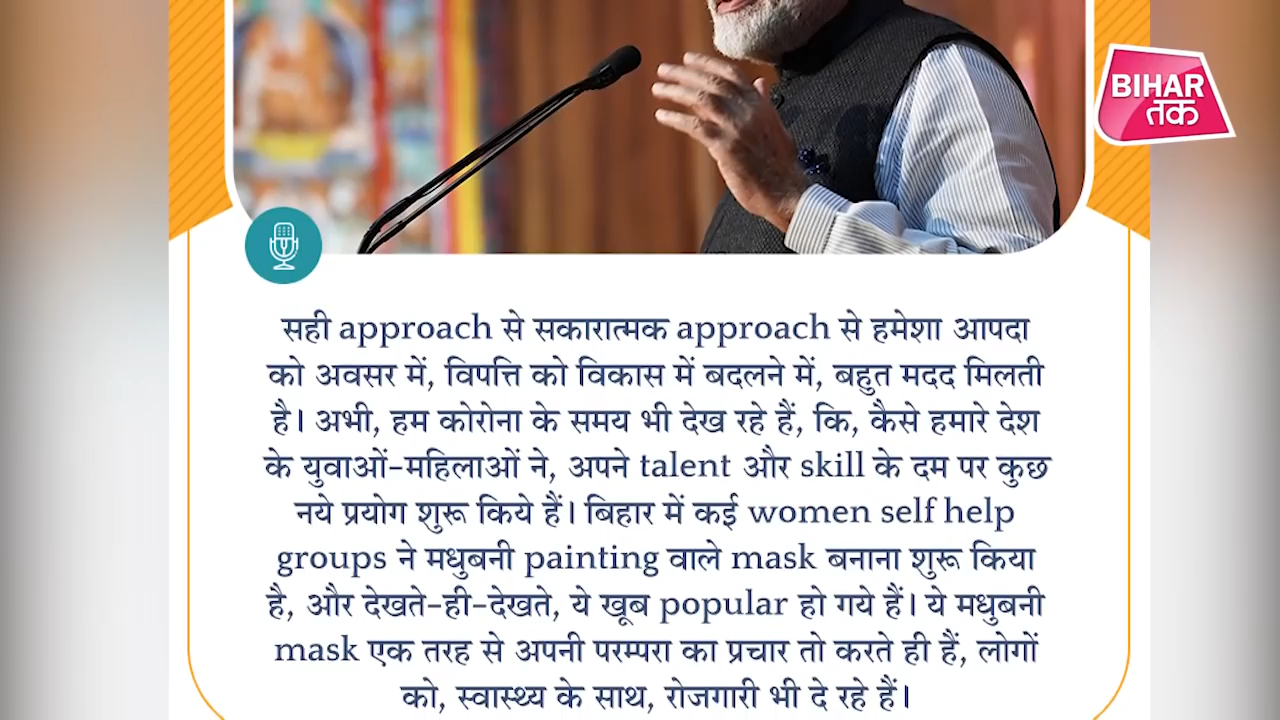 BIHAR
तक
सही approach से सकारात्मक approach से हमेशा आपदा
को अवसर में, विपत्ति को विकास में बदलने में, बहुत मदद मिलती
है। अभी, हम कोरोना के समय भी देख रहे हैं, कि, कैसे हमारे देश
के युवाओं-महिलाओं ने, अपने talent और skill के दम पर कुछ
नये प्रयोग शुरू किये हैं। बिहार में कई women self help
groups ने मधुबनी painting वाले mask बनाना शुरू किया
है, और देखते-ही-देखते, ये खूब popular हो गये हैं। ये मधुबनी
mask एक तरह से अपनी परम्परा का प्रचार तो करते ही हैं, लोगों
को, स्वास्थ्य के साथ, रोजगारी भी दे रहे हैं।